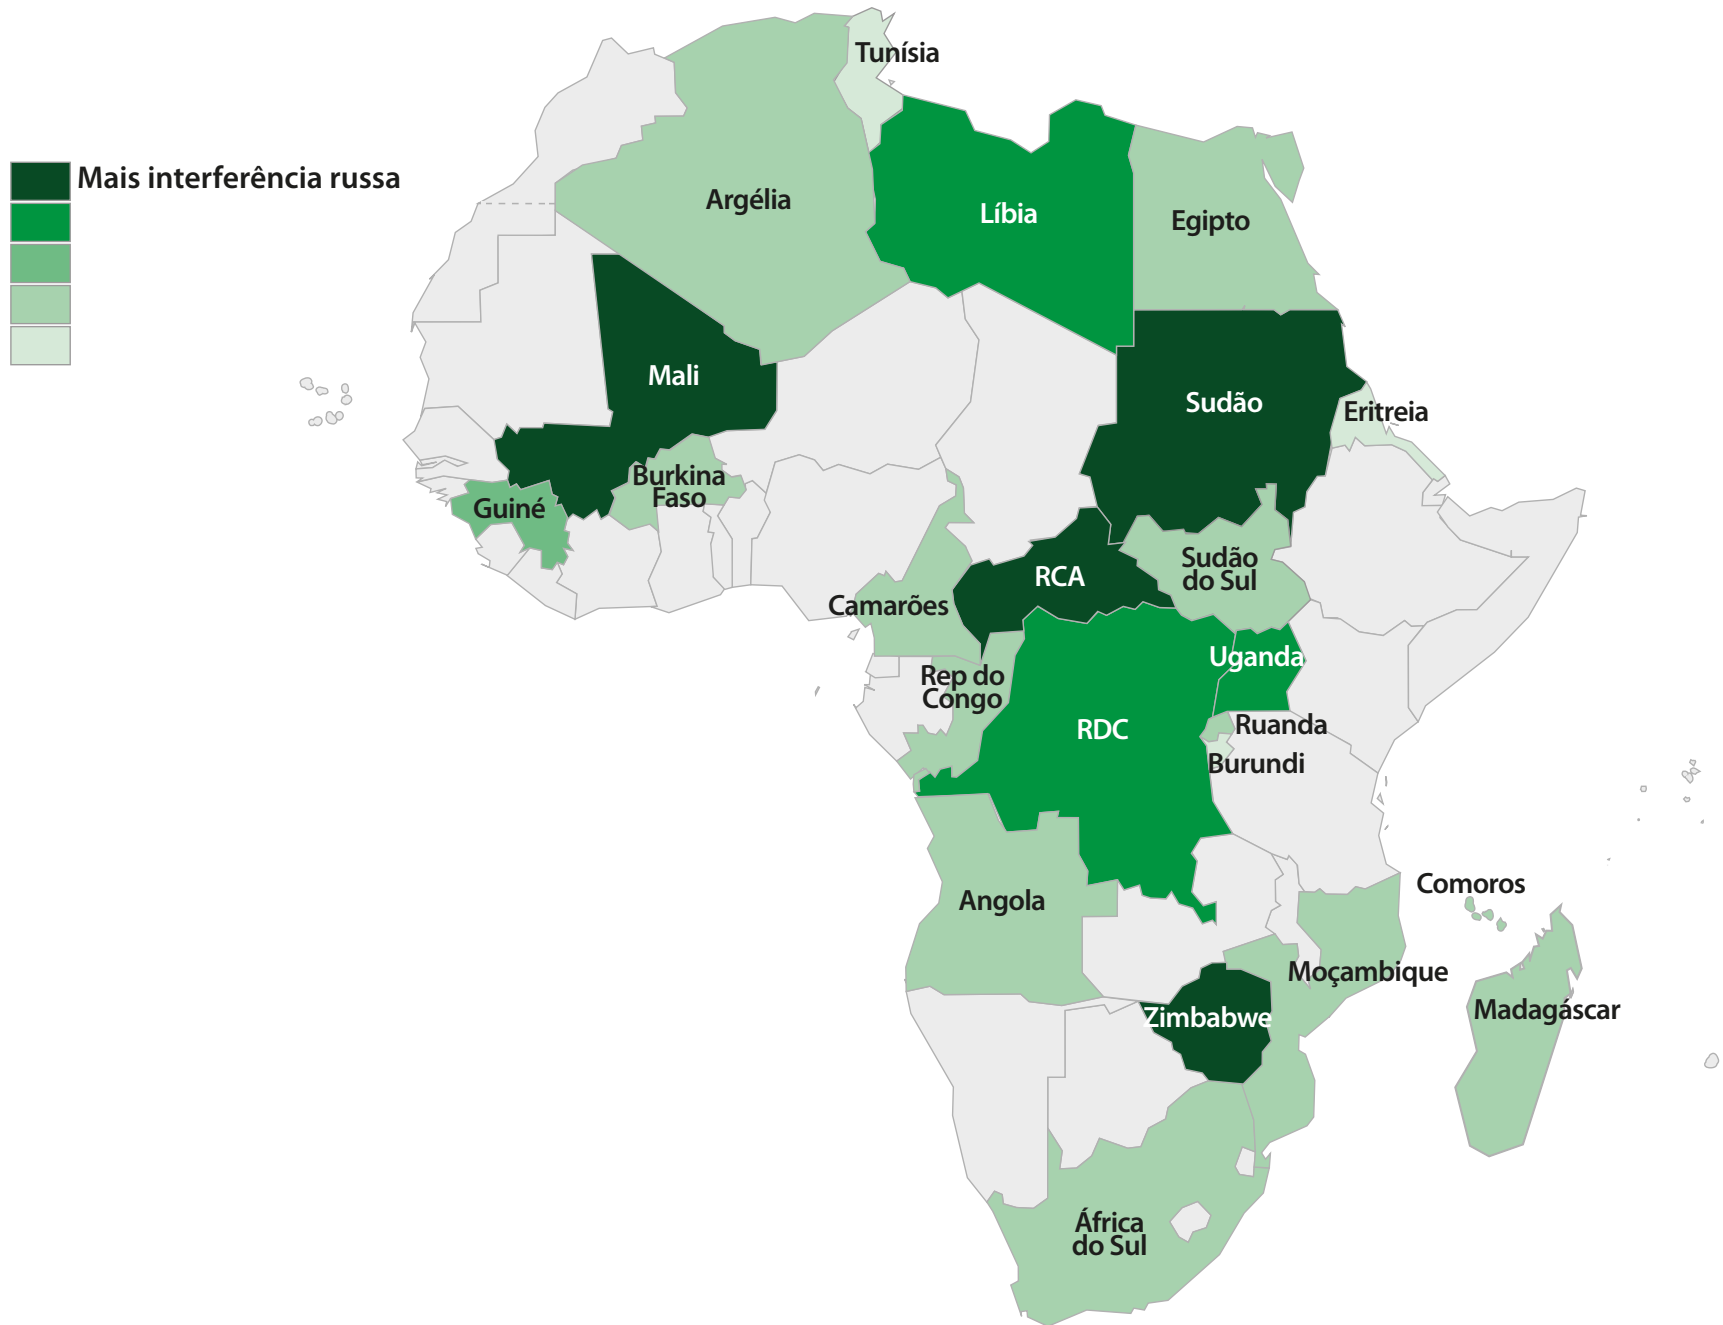 Tunísia
Mais interferência russa
Argélia
Líbia
Egipto
Mali
Sudão
Eritreia
Burkina
Faso
Guiné
Sudão
do Sul
RCA
Camarões
Uganda
Rep do
Congo
RDC
Ruanda
Burundi
Comoros
Angola
Moçambique
Madagáscar
Zimbabwe
África
do Sul